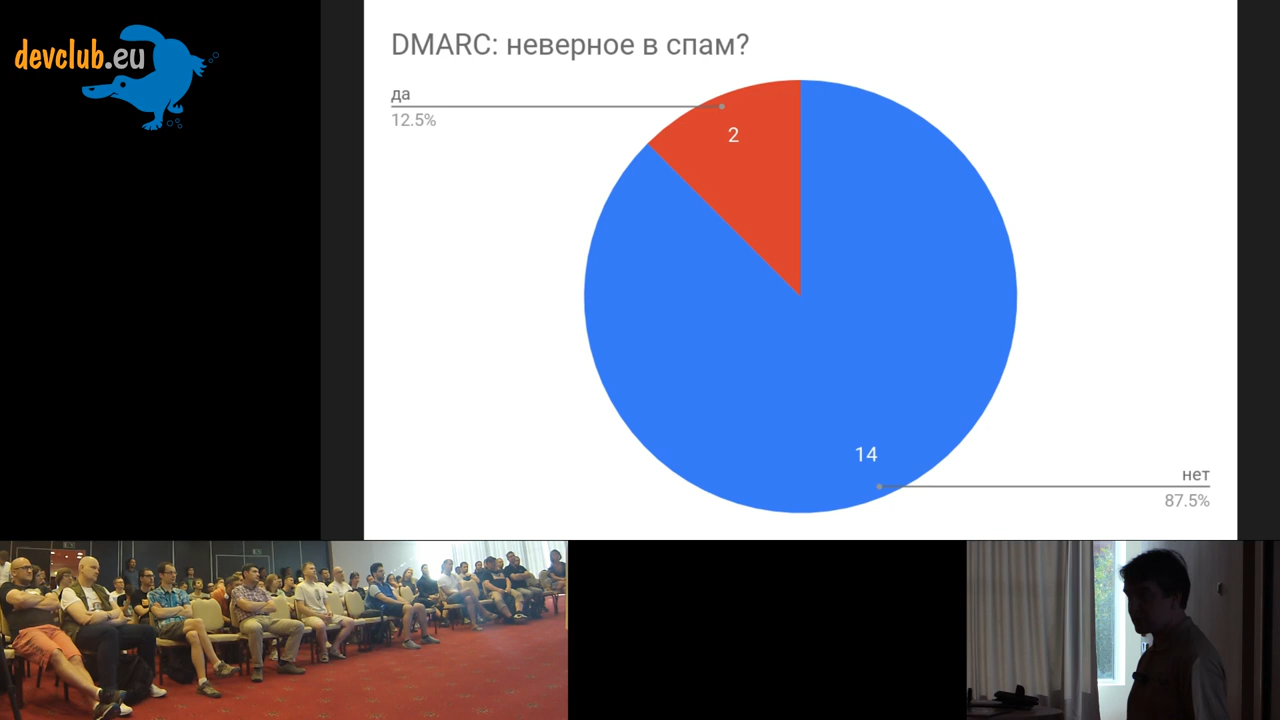 devclub.eu
DMARC: неверное в спам?
да
12.5%
2
14
нет
87.5%